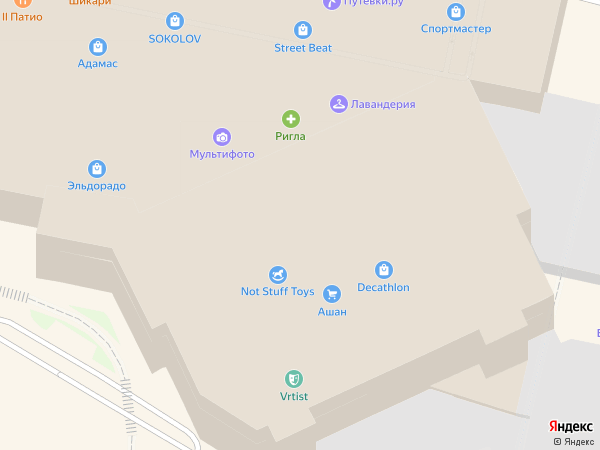 Шикари
Il Патио
SOKOLOV
Путевки.ру
Спортмастер
Street Beat
Адамас
Лавандерия
Ригла
Мультифото
Эльдорадо
Not Stuff Toys
Decathlon
Ашан
Vrtist
Яндекс
© Яндекс